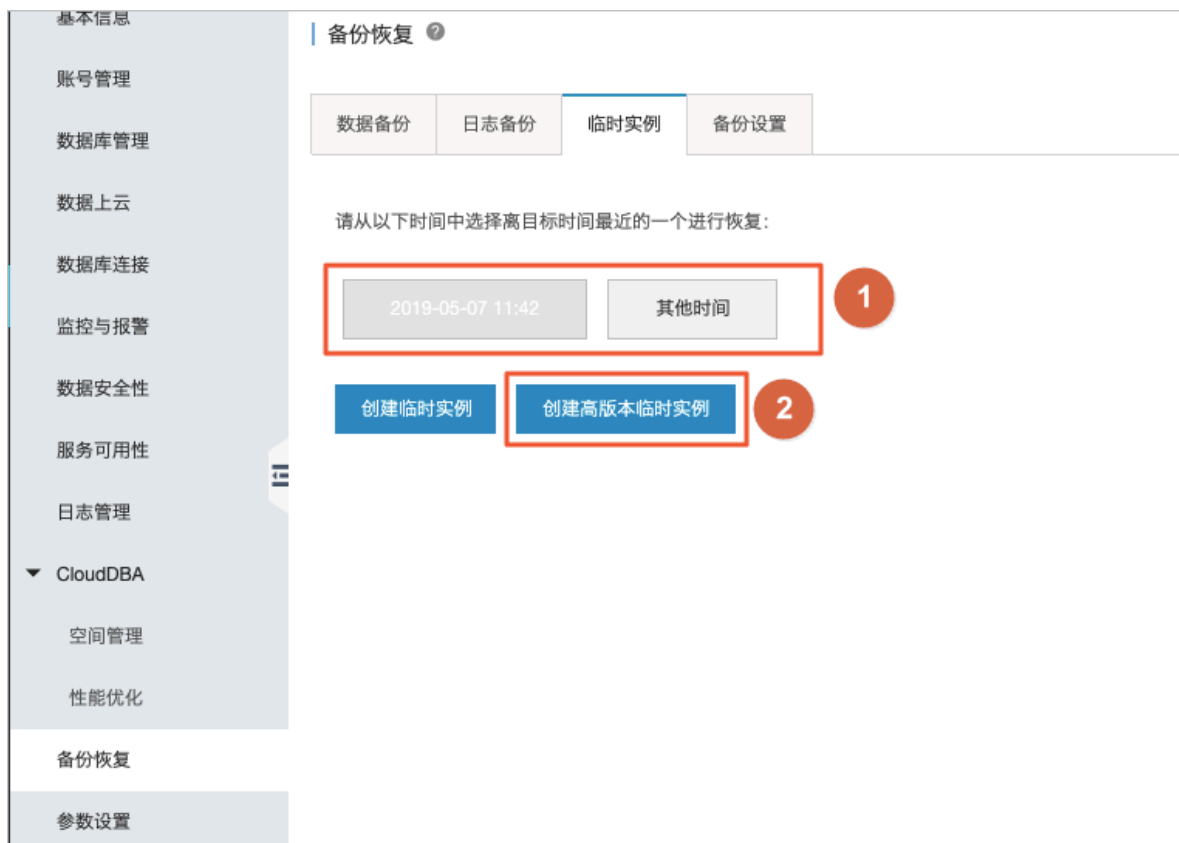 基本信息
账号管理
数据库管理
数据上云
数据库连接
监控与报警
数据安全性
服务可用性
日志管理
CloudDBA
空间管理
性能优化
备份恢复
参数设置
备份恢复 ?
数据备份 日志备份 临时实例 备份设置
请从以下时间中选择离目标时间最近的一个进行恢复:
2019-05-07 11:42 其他时间 1
创建临时实例 创建高版本临时实例 2